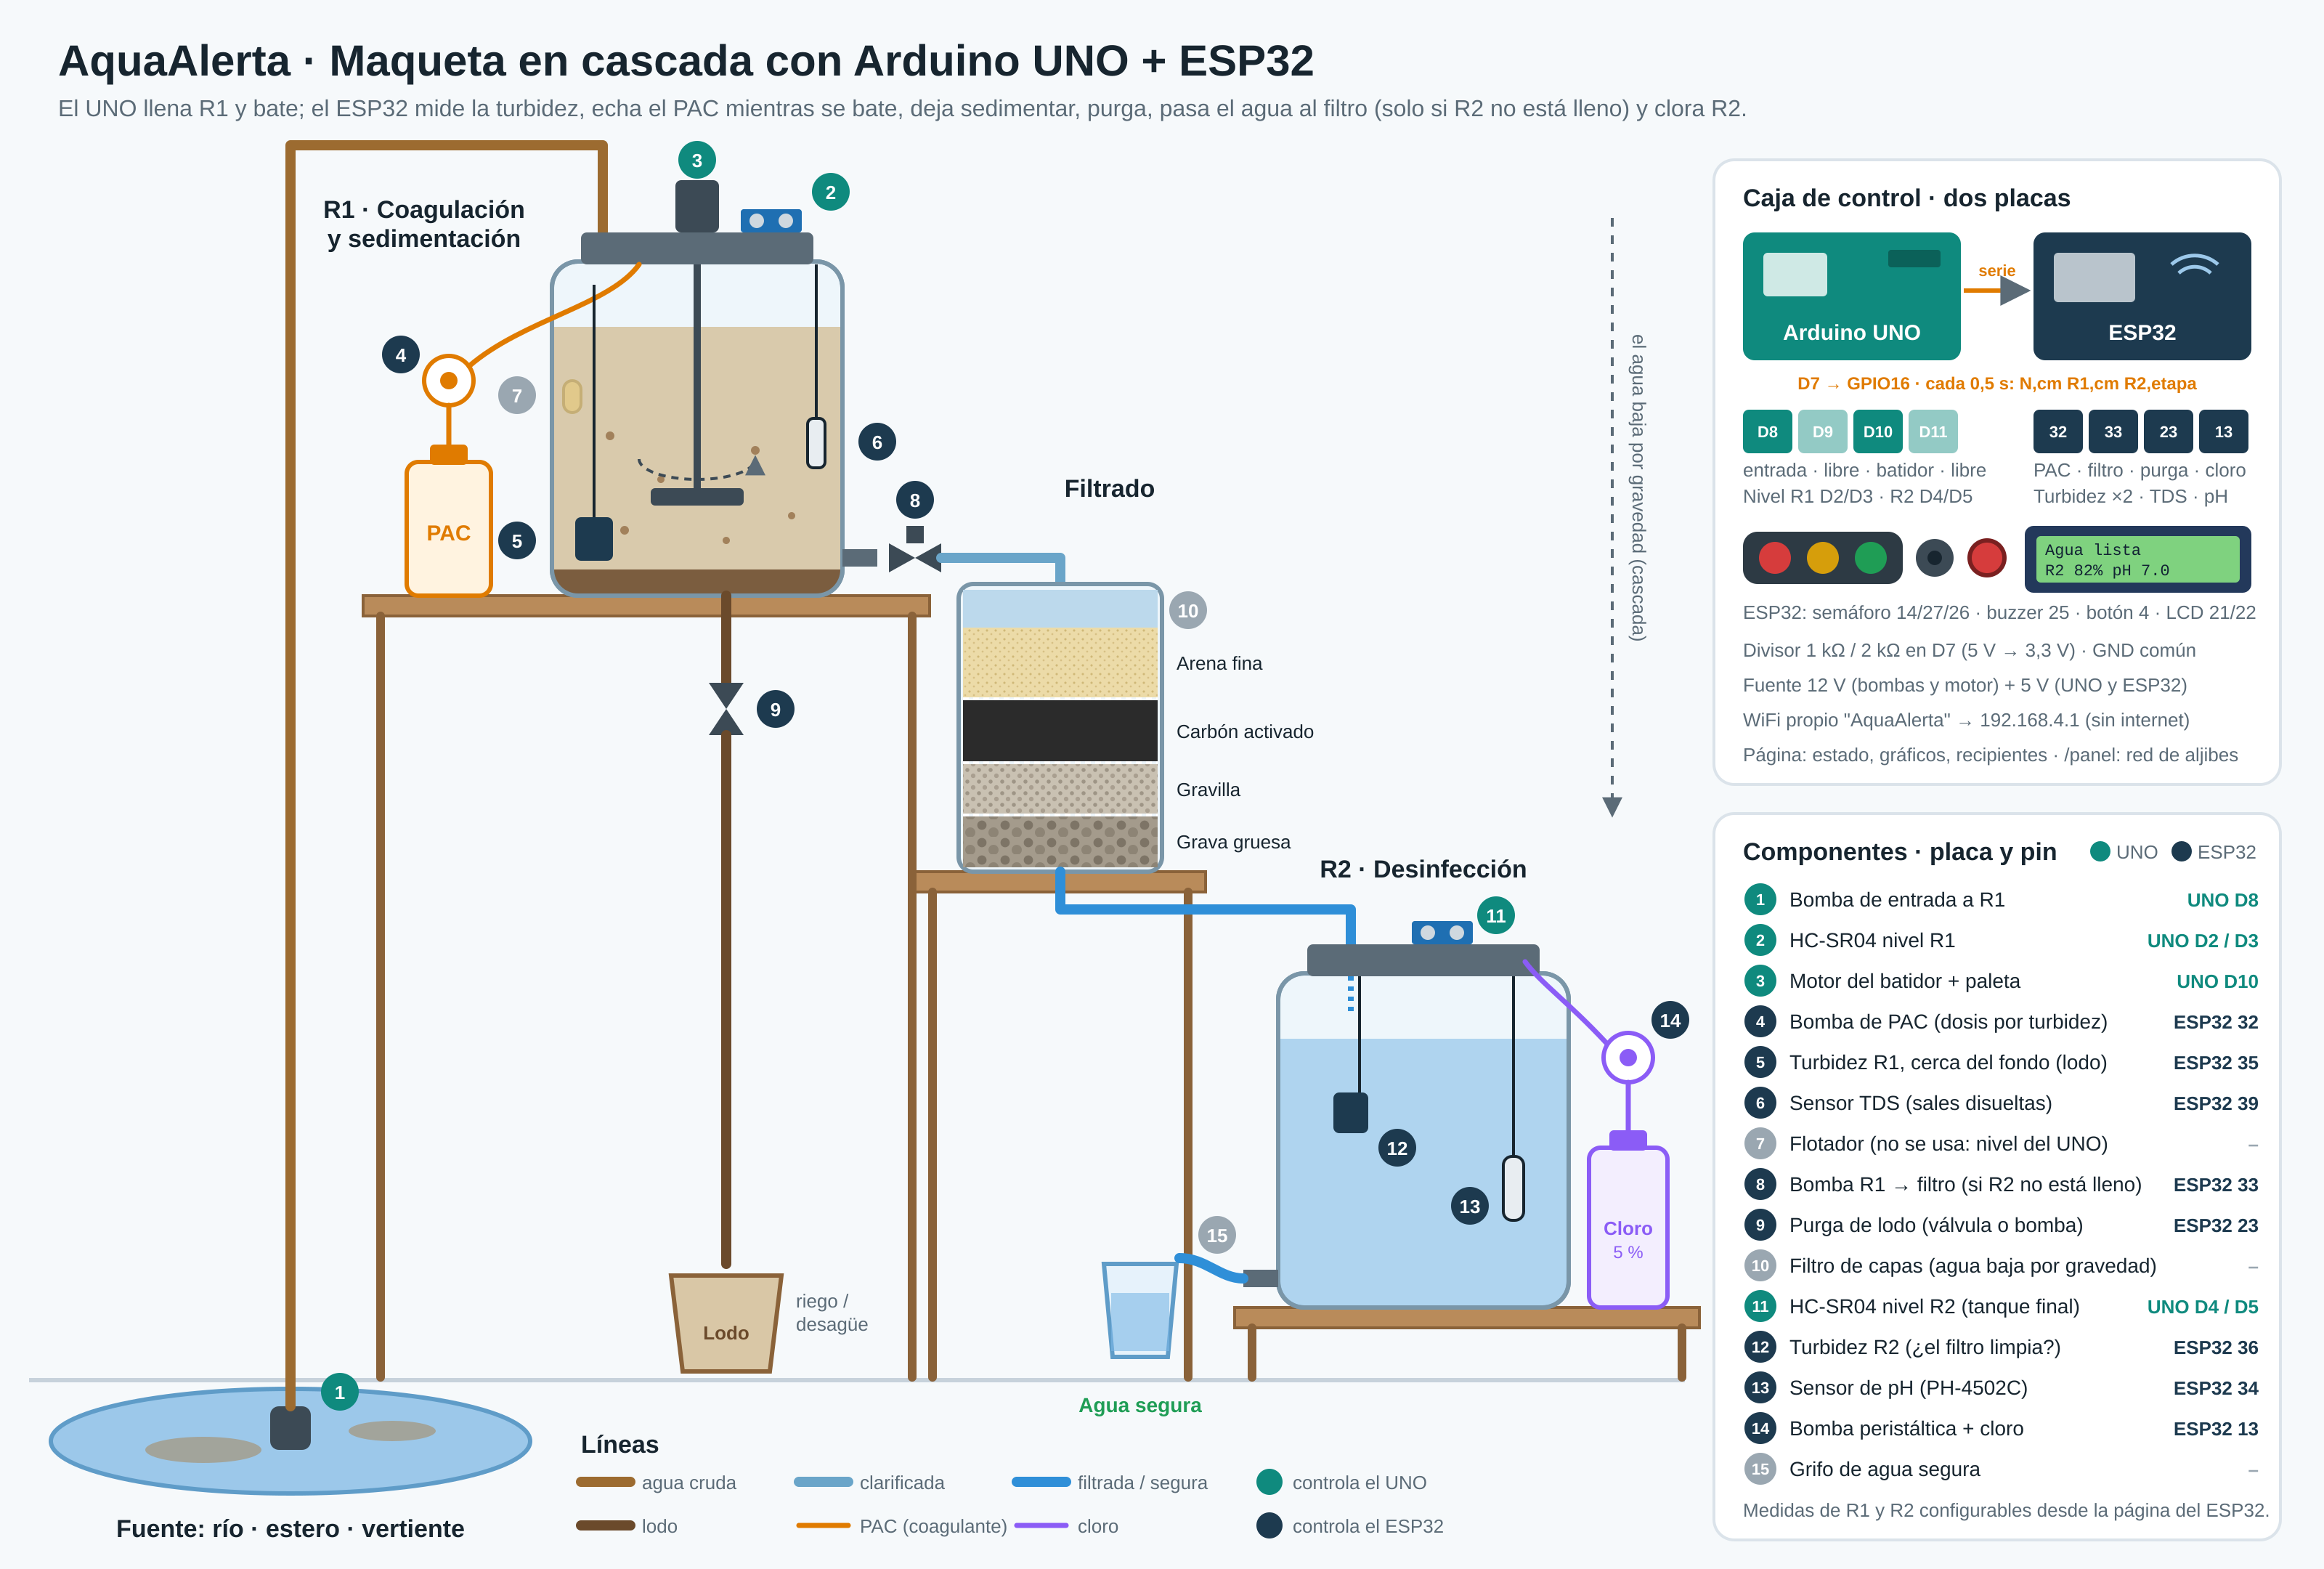 AquaAlerta · Maqueta en cascada con Arduino UNO + ESP32
El UNO llena R1 y bate; el ESP32 mide la turbidez, echa el PAC mientras se bate, deja sedimentar, purga, pasa el agua al filtro (solo si R2 no está lleno) y clora R2.
R1 · Coagulación
y sedimentación
3
2
4
7
6
PAC
5
8
9
Filtrado
10
Arena fina
Carbón activado
Gravilla
Grava gruesa
el agua baja por gravedad (cascada)
R2 · Desinfección
11
14
12
13
Cloro
5 %
15
Lodo
riego /
desagüe
1
Agua segura
Fuente: río · estero · vertiente
Líneas
agua cruda
clarificada
filtrada / segura
controla el UNO
lodo
PAC (coagulante)
cloro
controla el ESP32
Caja de control · dos placas
Arduino UNO
serie
ESP32
D7 → GPIO16 · cada 0,5 s: N,cm R1,cm R2,etapa
D8 D9 D10 D11
32 33 23 13
entrada · libre · batidor · libre
Nivel R1 D2/D3 · R2 D4/D5
PAC · filtro · purga · cloro
Turbidez ×2 · TDS · pH
Agua lista
R2 82% pH 7.0
ESP32: semáforo 14/27/26 · buzzer 25 · botón 4 · LCD 21/22
Divisor 1 kΩ / 2 kΩ en D7 (5 V → 3,3 V) · GND común
Fuente 12 V (bombas y motor) + 5 V (UNO y ESP32)
WiFi propio "AquaAlerta" → 192.168.4.1 (sin internet)
Página: estado, gráficos, recipientes · /panel: red de aljibes
Componentes · placa y pin
UNO
ESP32
1 Bomba de entrada a R1 UNO D8
2 HC-SR04 nivel R1 UNO D2 / D3
3 Motor del batidor + paleta UNO D10
4 Bomba de PAC (dosis por turbidez) ESP32 32
5 Turbidez R1, cerca del fondo (lodo) ESP32 35
6 Sensor TDS (sales disueltas) ESP32 39
7 Flotador (no se usa: nivel del UNO) –
8 Bomba R1 → filtro (si R2 no está lleno) ESP32 33
9 Purga de lodo (válvula o bomba) ESP32 23
10 Filtro de capas (agua baja por gravedad) –
11 HC-SR04 nivel R2 (tanque final) UNO D4 / D5
12 Turbidez R2 (¿el filtro limpia?) ESP32 36
13 Sensor de pH (PH-4502C) ESP32 34
14 Bomba peristáltica + cloro ESP32 13
15 Grifo de agua segura –
Medidas de R1 y R2 configurables desde la página del ESP32.